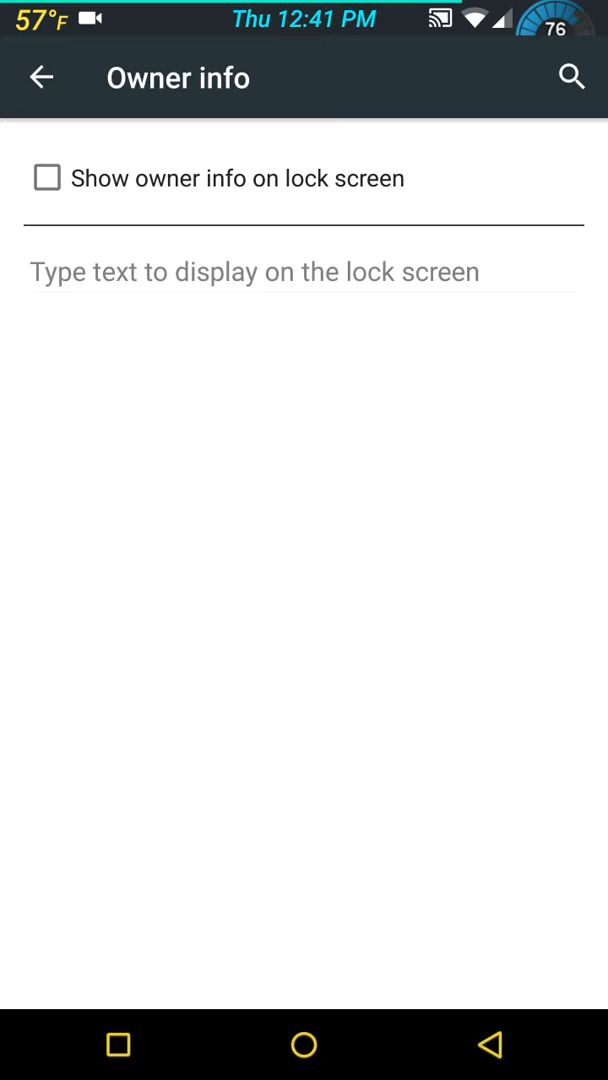 57°F
Thu 12:41 PM
76
Owner info
Show owner info on lock screen
Type text to display on the lock screen